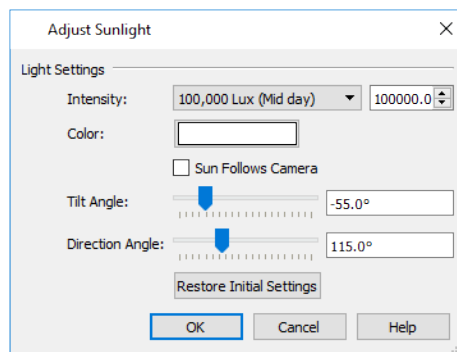 Adjust Sunlight
Light Settings
Intensity: 100,000 Lux (Mid day) 100000.0
Color:
Sun Follows Camera
Tilt Angle: -55.0°
Direction Angle: 115.0°
Restore Initial Settings
OK Cancel Help